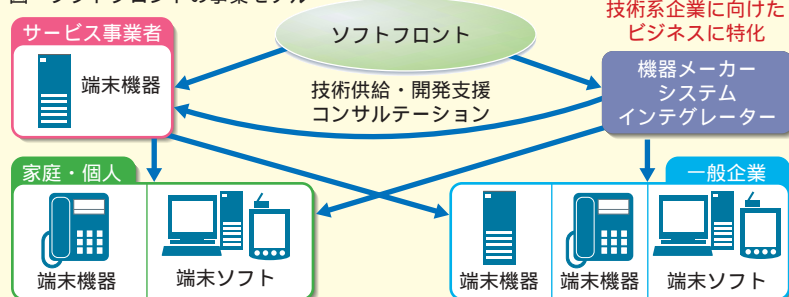 サービス事業者
端末機器
ソフトフロント
技術系企業に向けた
ビジネスに特化
機器メーカー
システム
インテグレーター
技術供給・開発支援
コンサルテーション
家庭・個人
端末機器
端末ソフト
一般企業
端末機器
端末機器
端末ソフト